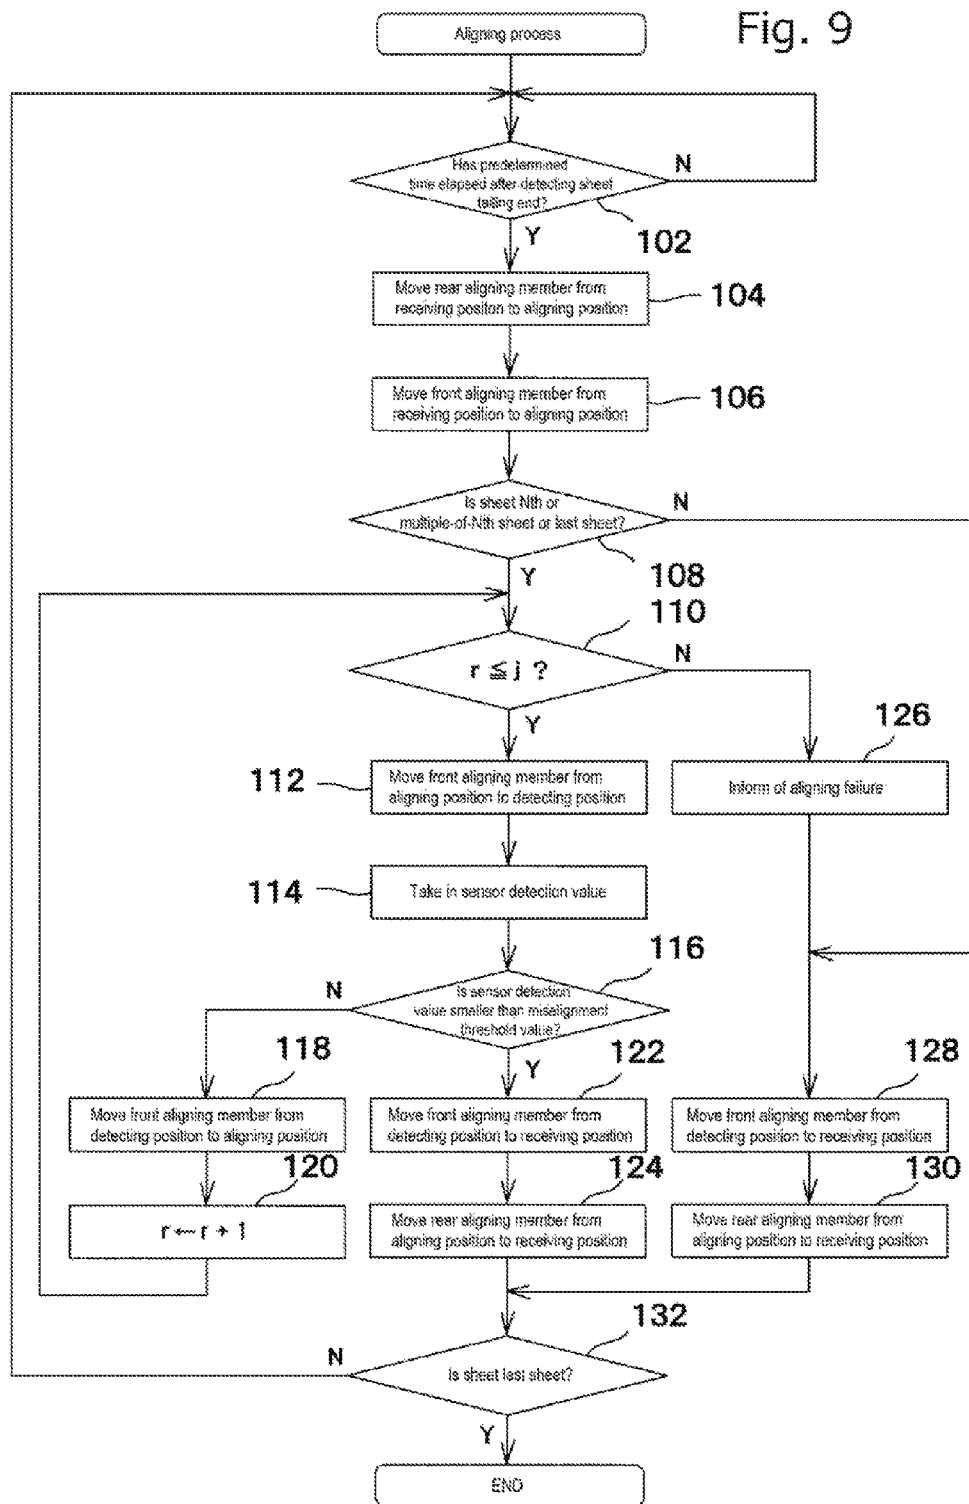 Fig. 9
Aligning process
Has predetermined
time elapsed after detecting sheet
tailing end?
N
Y
102
Move rear aligning member from
receiving positon to aligning position
104
Move front aligning member from
receiving position to aligning position
106
Is sheet Nth or
multiple-of-Nth sheet or last sheet?
N
Y
108
110
r ≦ j ?
N
Y
126
112
Move front aligning member from
aligning position to detecting position
Inform of aligning failure
114
Take in sensor detection value
116
N
Is sensor detection
value smaller than misalignment
threshold value?
Y
118
122
128
Move front aligning member from
detecting position to aligning position
Move front aligning member from
detecting position to receiving position
Move front aligning member from
detecting position to receiving position
120
124
130
r ← r + 1
Move rear aligning member from
aligning position to receiving position
Move rear aligning member from
aligning position to receiving position
132
N
Is sheet last sheet?
Y
END